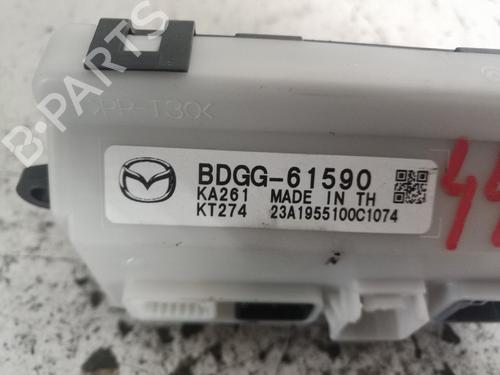 >PP-T30<
BDGG-61590
KA261 MADE IN TH
KT274 23A1955100C1074
B-Parts